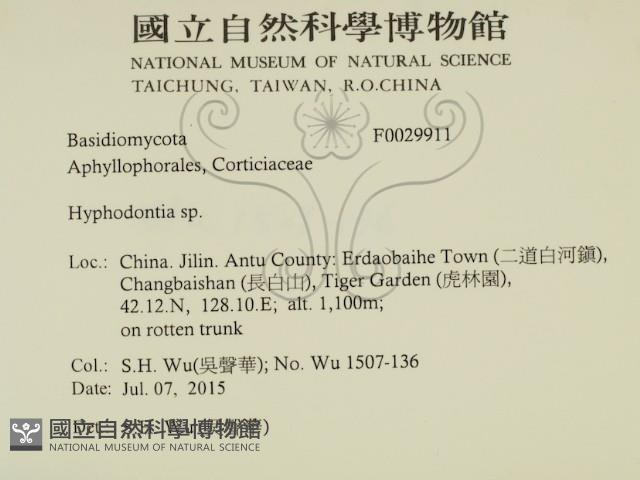 國立自然科學博物館
NATIONAL MUSEUM OF NATURAL SCIENCE
TAICHUNG, TAIWAN, R.O.CHINA
Basidiomycota F0029911
Aphyllophorales, Corticiaceae
Hyphodontia sp.
Loc.: China. Jilin. Antu County: Erdaobaihe Town (二道白河鎭),
Changbaishan (長白山), Tiger Garden (虎林園),
42.12.N, 128.10.E; alt. 1,100m;
on rotten trunk
Col.: S.H. Wu(吳聲華); No. Wu 1507-136
Date: Jul. 07, 2015
國立自然科學博物館
NATIONAL MUSEUM OF NATURAL SCIENCE